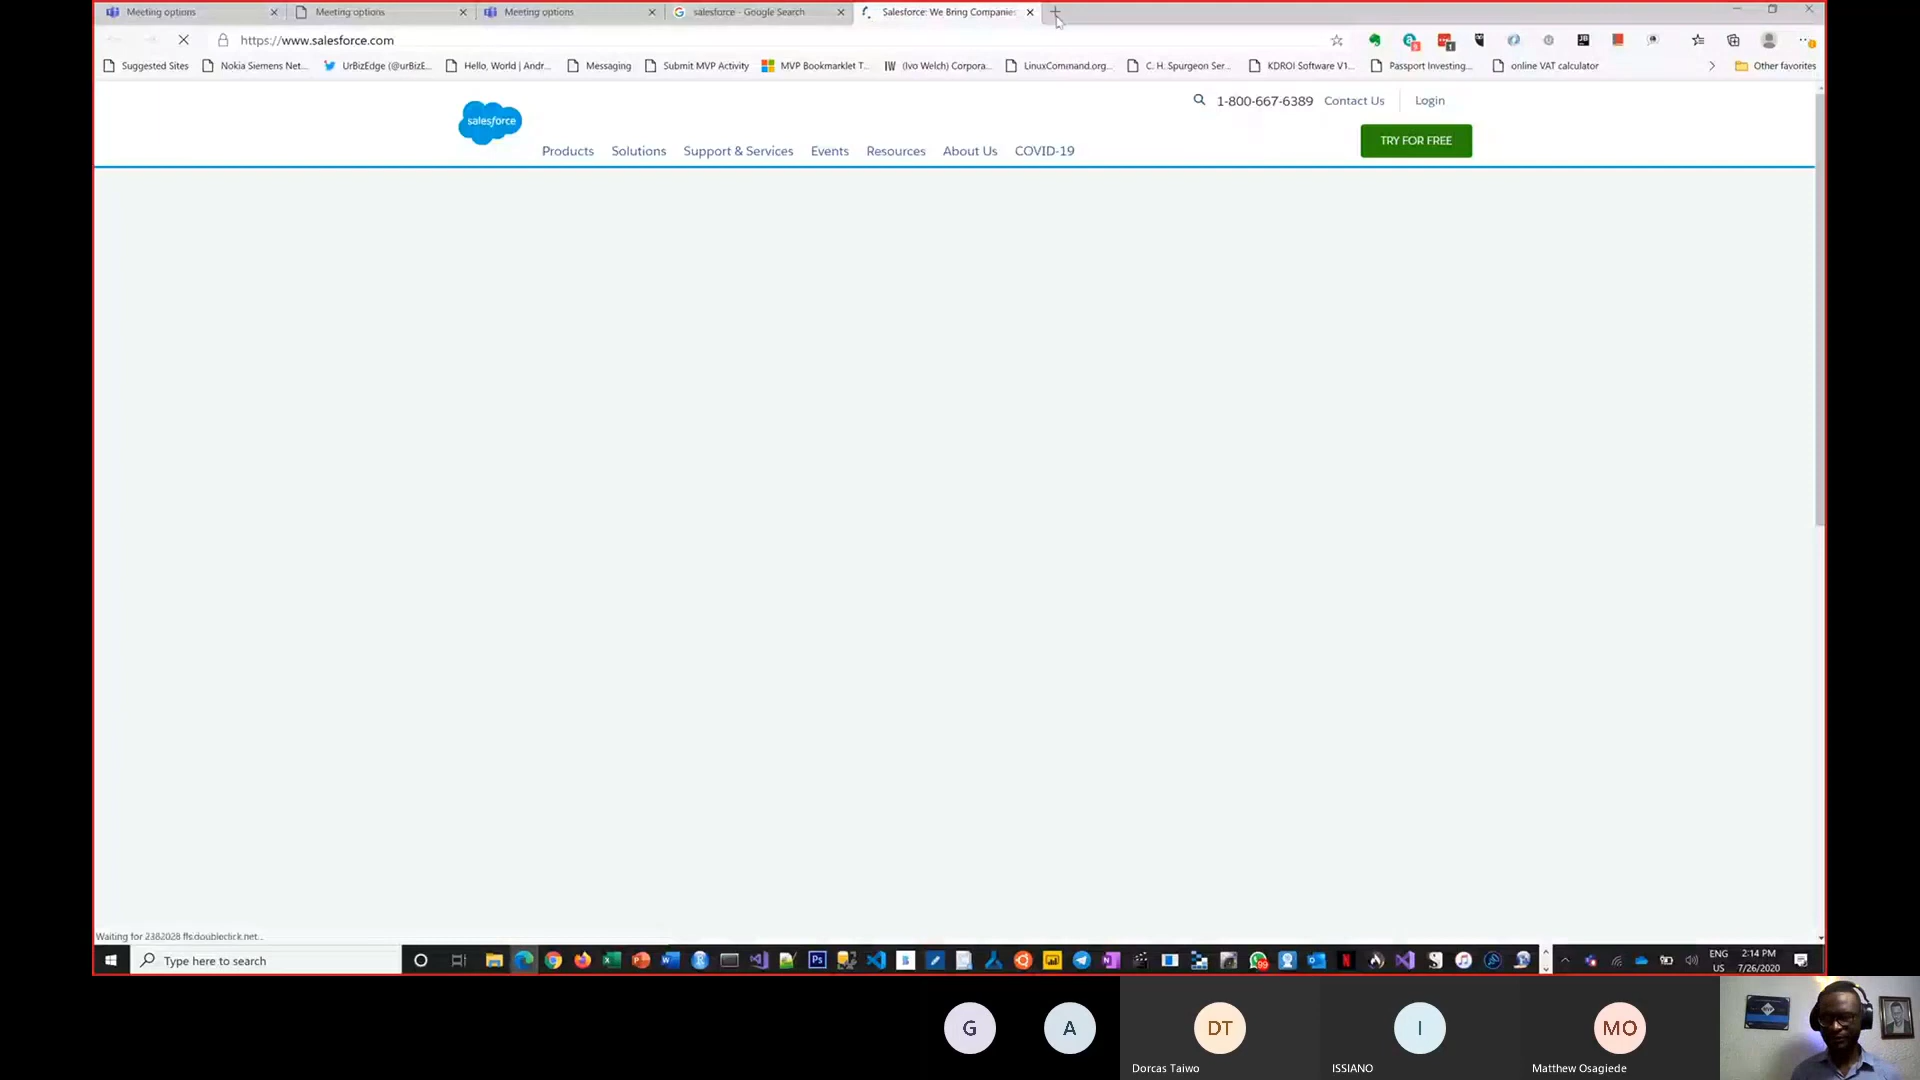 Meeting options
Meeting options
Meeting options
salesforce - Google Search
Salesforce: We Bring Companies
https://www.salesforce.com
Suggested Sites
Nokia Siemens Net...
UrBizEdge (@urBizE...
Hello, World | Andr...
Messaging
Submit MVP Activity
MVP Bookmarklet T...
(Ivo Welch) Corpora...
LinuxCommand.org...
C. H. Spurgeon Ser...
KDROI Software V1...
Passport Investing...
online VAT calculator
Other favorites
salesforce
1-800-667-6389
Contact Us
Login
Products
Solutions
Support & Services
Events
Resources
About Us
COVID-19
TRY FOR FREE
Waiting for 2382028.fls.doubleclick.net...
Type here to search
ENG
US
2:14 PM
7/26/2020
G
A
DT
I
MO
Dorcas Taiwo
ISSIANO
Matthew Osagiede